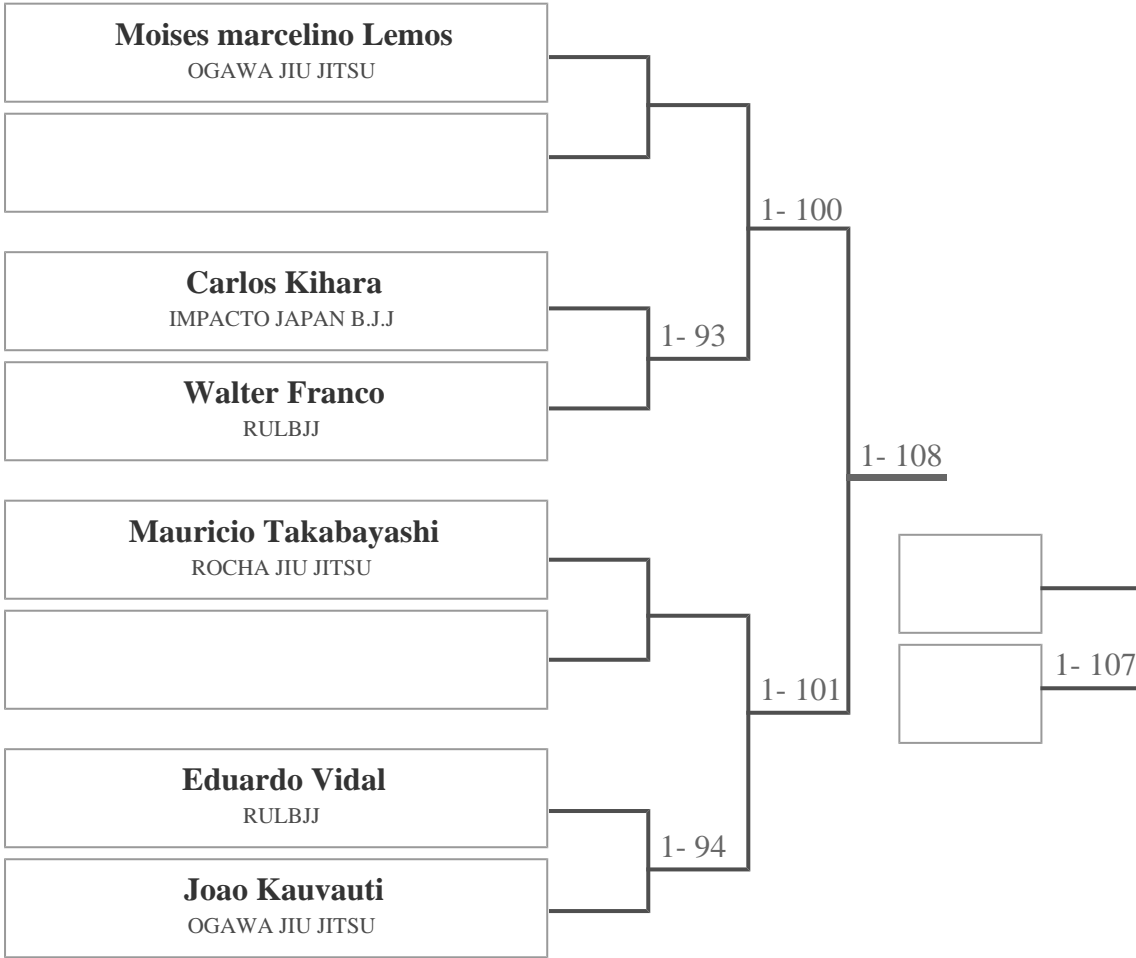 Moises marcelino Lemos
OGAWA JIU JITSU
1- 100
Carlos Kihara
IMPACTO JAPAN B.J.J
1- 93
Walter Franco
RULBJJ
1- 108
Mauricio Takabayashi
ROCHA JIU JITSU
1- 107
1- 101
Eduardo Vidal
RULBJJ
1- 94
Joao Kauvauti
OGAWA JIU JITSU